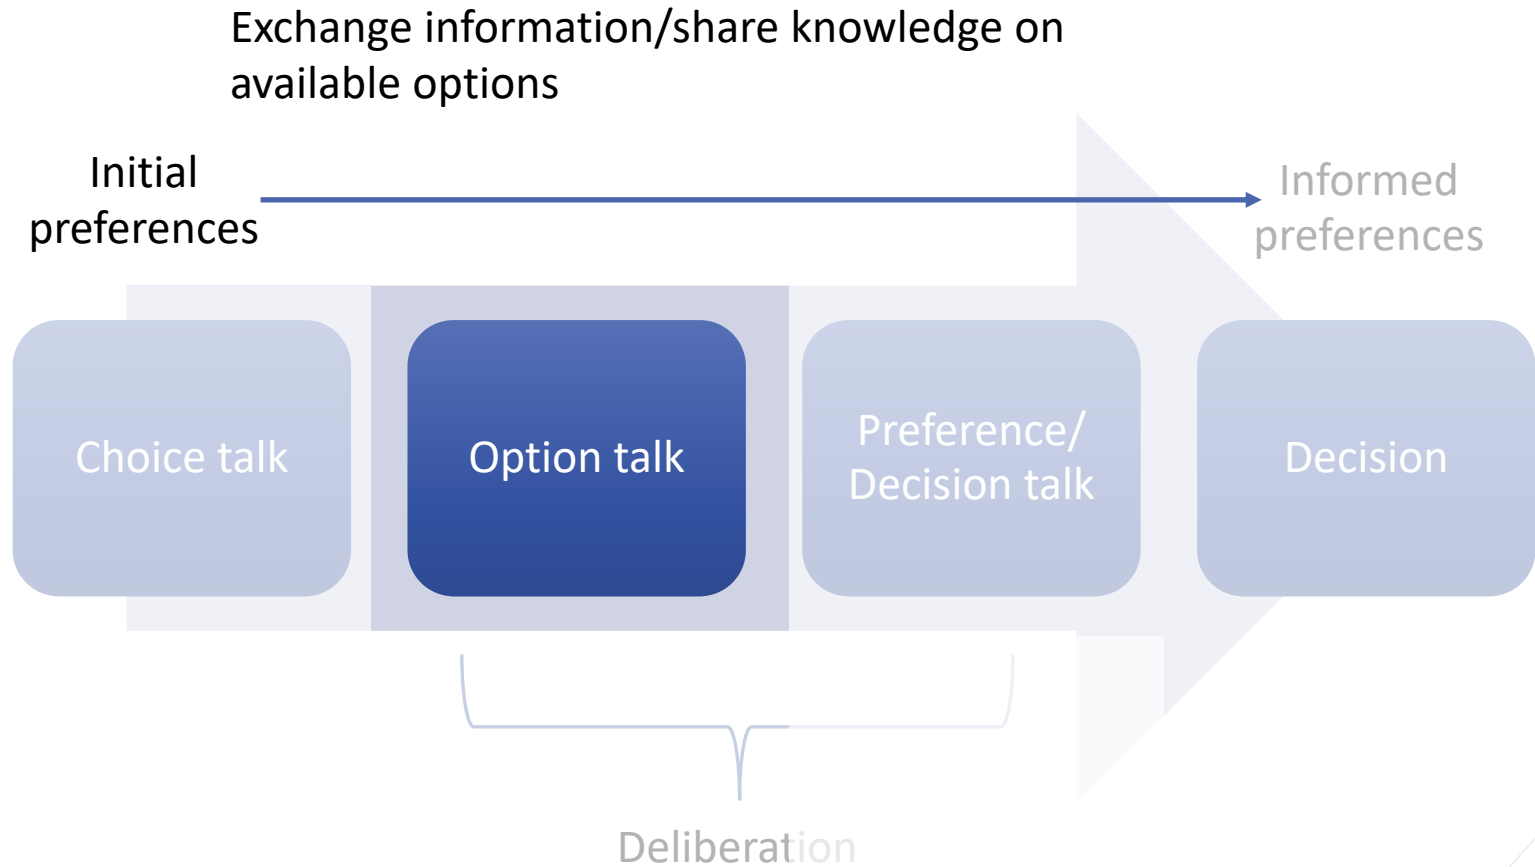 Exchange information/share knowledge on
available options
Initial
preferences
Informed
preferences
Choice talk
Option talk
Preference/
Decision talk
Decision
Deliberation